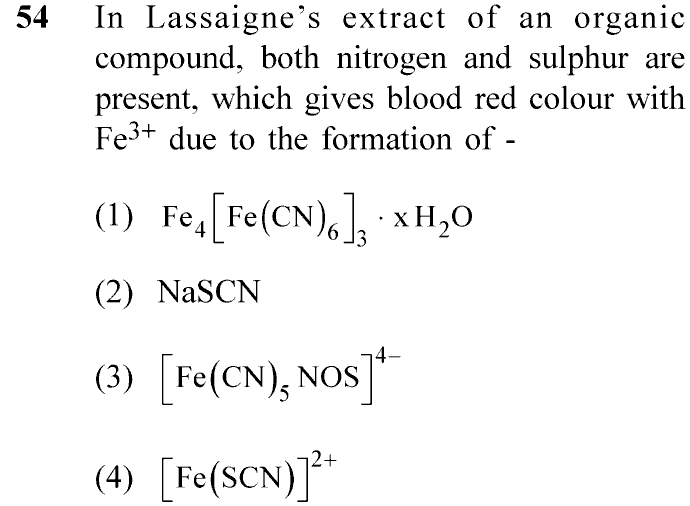 54 In Lassaigne’s extract of an organic
compound, both nitrogen and sulphur are
present, which gives blood red colour with
Fe³⁺ due to the formation of -
(1) Fe₄[Fe(CN)₆]₃ · xH₂O
(2) NaSCN
(3) [Fe(CN)₅ NOS]⁴⁻
(4) [Fe(SCN)]²⁺